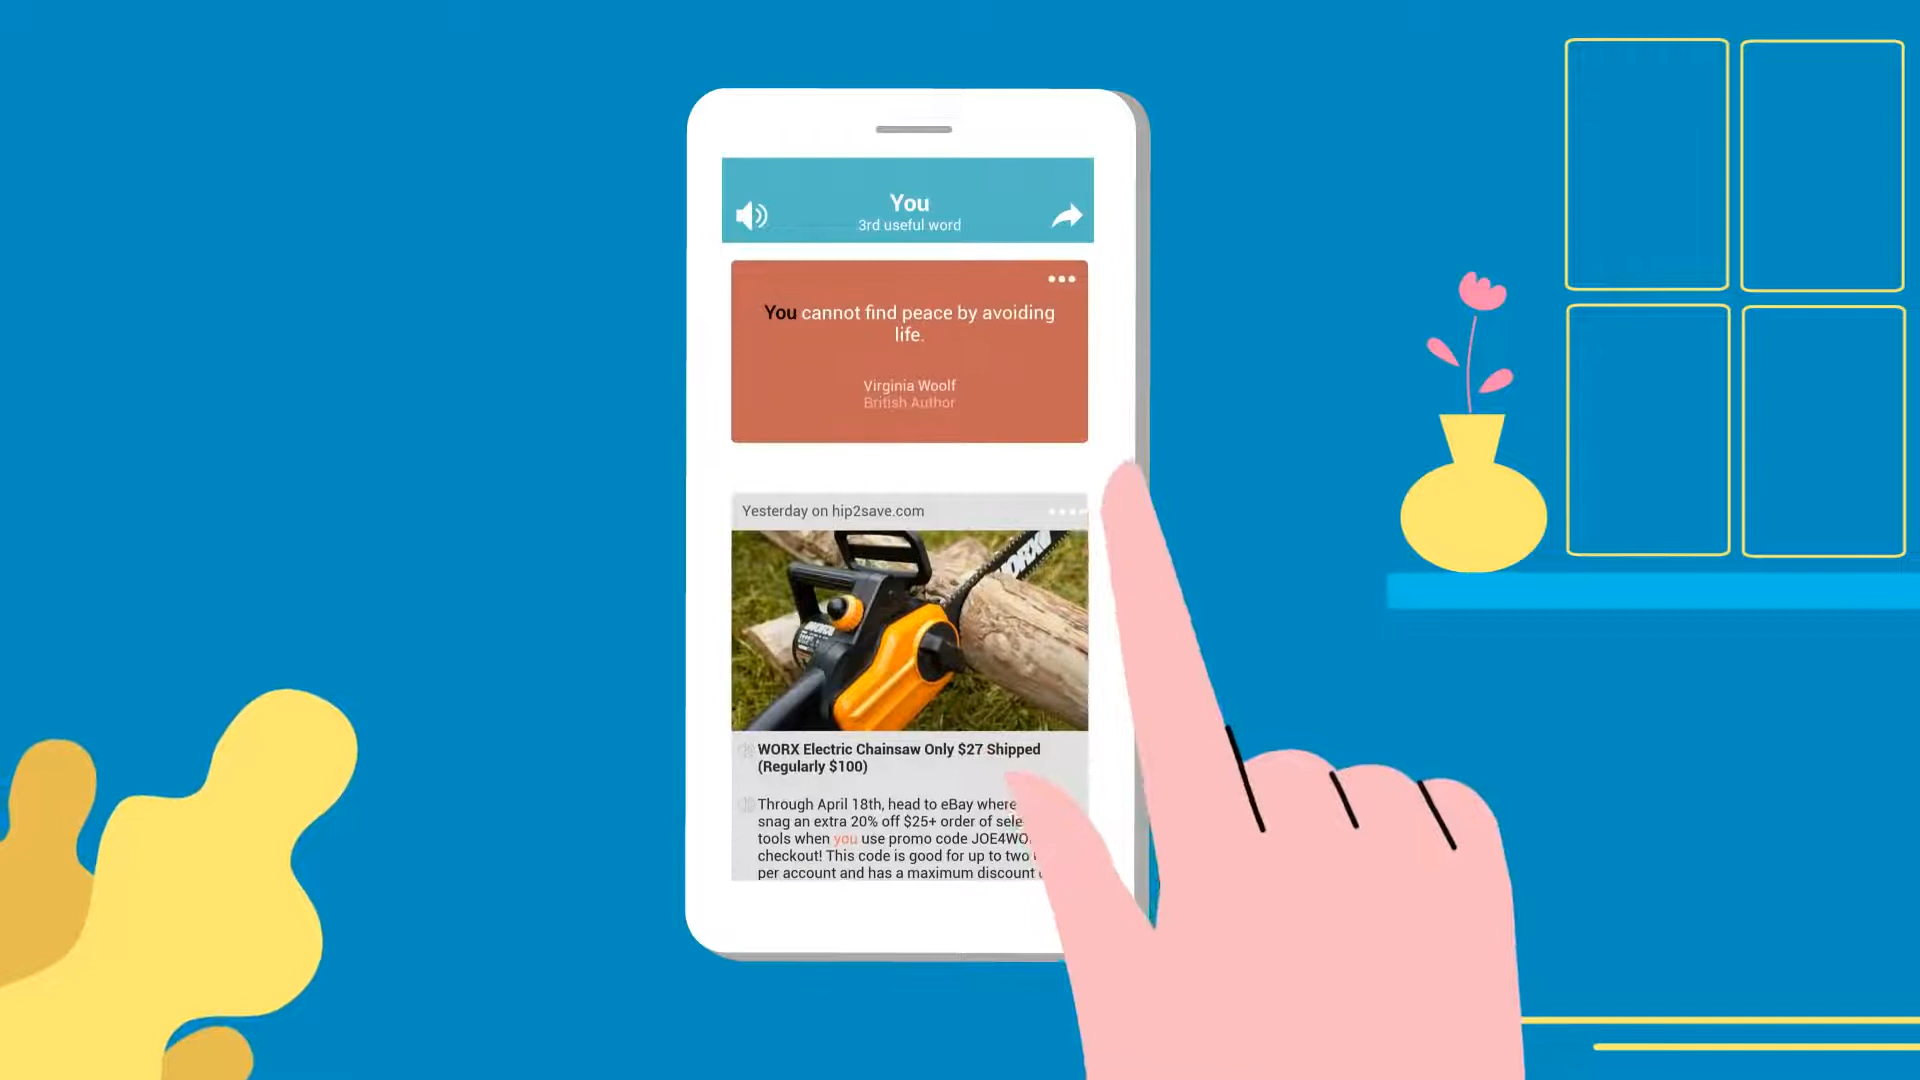 You
3rd useful word
You cannot find peace by avoiding
life.
Virginia Woolf
British Author
Yesterday on hip2save.com
WORX
WORX
WORX Electric Chainsaw Only $27 Shipped
(Regularly $100)
Through April 18th, head to eBay where
snag an extra 20% off $25+ order of sele
tools when you use promo code JOE4WO
checkout! This code is good for up to two
per account and has a maximum discount